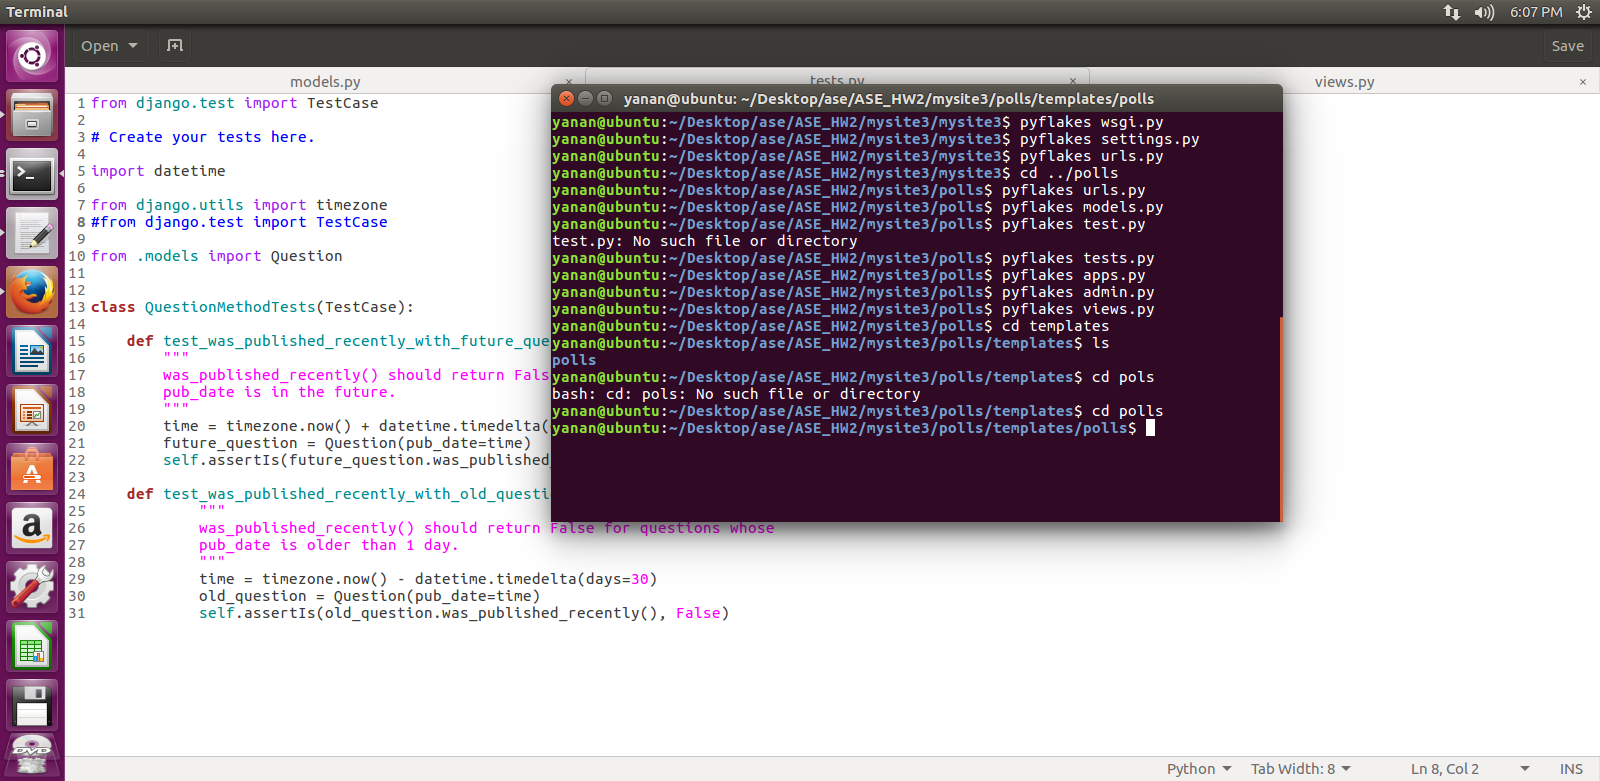 Terminal
6:07 PM
Open
Save
models.py
tests.py
views.py
1 from django.test import TestCase
2
3 # Create your tests here.
4
5 import datetime
6
7 from django.utils import timezone
8 #from django.test import TestCase
9
10 from .models import Question
11
12
13 class QuestionMethodTests(TestCase):
14
15 def test_was_published_recently_with_future_que
16 """
17 was_published_recently() should return Fals
18 pub_date is in the future.
19 """
20 time = timezone.now() + datetime.timedelta(
21 future_question = Question(pub_date=time)
22 self.assertIs(future_question.was_published_
23
24 def test_was_published_recently_with_old_questi
25 """
26 was_published_recently() should return False for questions whose
27 pub_date is older than 1 day.
28 """
29 time = timezone.now() - datetime.timedelta(days=30)
30 old_question = Question(pub_date=time)
31 self.assertIs(old_question.was_published_recently(), False)
yanan@ubuntu: ~/Desktop/ase/ASE_HW2/mysite3/polls/templates/polls
yanan@ubuntu:~/Desktop/ase/ASE_HW2/mysite3/mysite3$ pyflakes wsgi.py
yanan@ubuntu:~/Desktop/ase/ASE_HW2/mysite3/mysite3$ pyflakes settings.py
yanan@ubuntu:~/Desktop/ase/ASE_HW2/mysite3/mysite3$ pyflakes urls.py
yanan@ubuntu:~/Desktop/ase/ASE_HW2/mysite3/mysite3$ cd ../polls
yanan@ubuntu:~/Desktop/ase/ASE_HW2/mysite3/polls$ pyflakes urls.py
yanan@ubuntu:~/Desktop/ase/ASE_HW2/mysite3/polls$ pyflakes models.py
yanan@ubuntu:~/Desktop/ase/ASE_HW2/mysite3/polls$ pyflakes test.py
test.py: No such file or directory
yanan@ubuntu:~/Desktop/ase/ASE_HW2/mysite3/polls$ pyflakes tests.py
yanan@ubuntu:~/Desktop/ase/ASE_HW2/mysite3/polls$ pyflakes apps.py
yanan@ubuntu:~/Desktop/ase/ASE_HW2/mysite3/polls$ pyflakes admin.py
yanan@ubuntu:~/Desktop/ase/ASE_HW2/mysite3/polls$ pyflakes views.py
yanan@ubuntu:~/Desktop/ase/ASE_HW2/mysite3/polls$ cd templates
yanan@ubuntu:~/Desktop/ase/ASE_HW2/mysite3/polls/templates$ ls
polls
yanan@ubuntu:~/Desktop/ase/ASE_HW2/mysite3/polls/templates$ cd pols
bash: cd: pols: No such file or directory
yanan@ubuntu:~/Desktop/ase/ASE_HW2/mysite3/polls/templates$ cd polls
yanan@ubuntu:~/Desktop/ase/ASE_HW2/mysite3/polls/templates/polls$
Python
Tab Width: 8
Ln 8, Col 2
INS
DVD